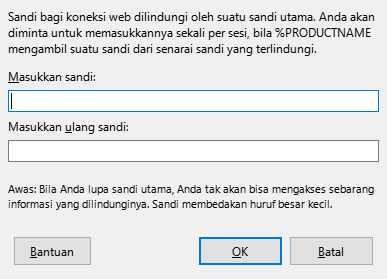 Sandi bagi koneksi web dilindungi oleh suatu sandi utama. Anda akan
diminta untuk memasukkannya sekali per sesi, bila %PRODUCTNAME
mengambil suatu sandi dari senarai sandi yang terlindungi.
Masukkan sandi:
Masukkan ulang sandi:
Awas: Bila Anda lupa sandi utama, Anda tak akan bisa mengakses sebarang
informasi yang dilindunginya. Sandi membedakan huruf besar kecil.
Bantuan
OK
Batal